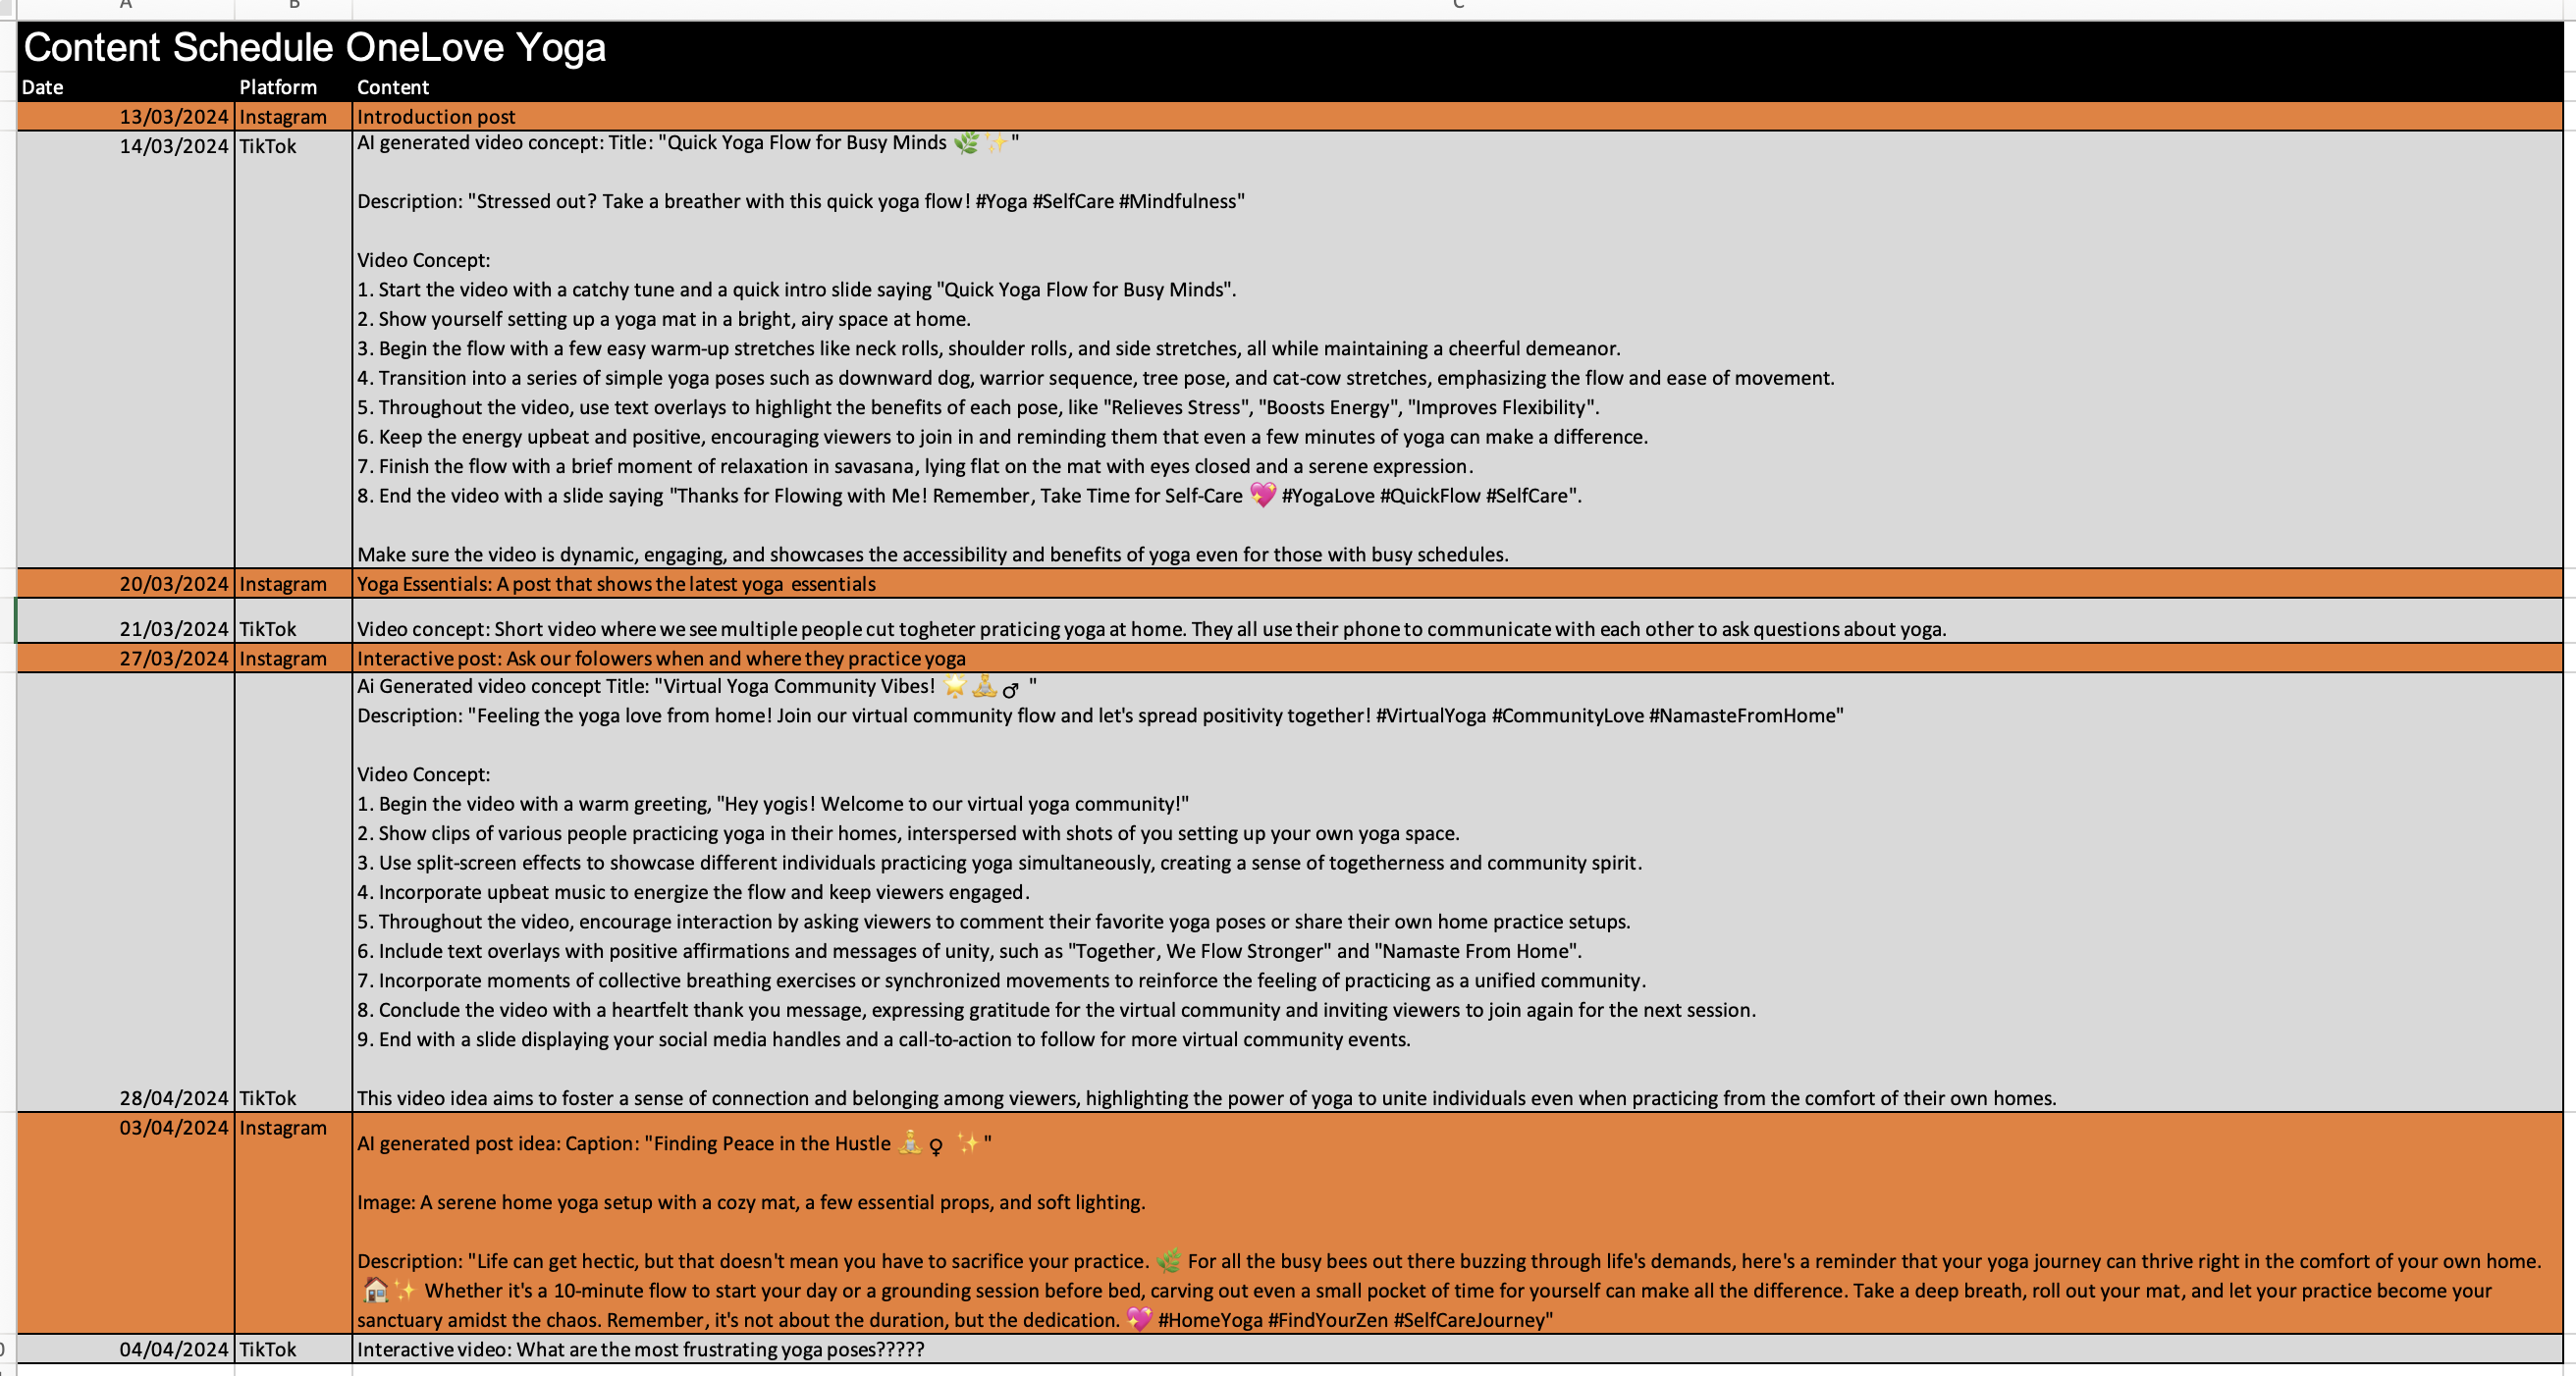 A B C
Content Schedule OneLove Yoga
Date Platform Content
13/03/2024 Instagram Introduction post
14/03/2024 TikTok AI generated video concept: Title: "Quick Yoga Flow for Busy Minds 🌿✨"
Description: "Stressed out? Take a breather with this quick yoga flow! #Yoga #SelfCare #Mindfulness"
Video Concept:
1. Start the video with a catchy tune and a quick intro slide saying "Quick Yoga Flow for Busy Minds".
2. Show yourself setting up a yoga mat in a bright, airy space at home.
3. Begin the flow with a few easy warm-up stretches like neck rolls, shoulder rolls, and side stretches, all while maintaining a cheerful demeanor.
4. Transition into a series of simple yoga poses such as downward dog, warrior sequence, tree pose, and cat-cow stretches, emphasizing the flow and ease of movement.
5. Throughout the video, use text overlays to highlight the benefits of each pose, like "Relieves Stress", "Boosts Energy", "Improves Flexibility".
6. Keep the energy upbeat and positive, encouraging viewers to join in and reminding them that even a few minutes of yoga can make a difference.
7. Finish the flow with a brief moment of relaxation in savasana, lying flat on the mat with eyes closed and a serene expression.
8. End the video with a slide saying "Thanks for Flowing with Me! Remember, Take Time for Self-Care 💖 #YogaLove #QuickFlow #SelfCare".
Make sure the video is dynamic, engaging, and showcases the accessibility and benefits of yoga even for those with busy schedules.
20/03/2024 Instagram Yoga Essentials: A post that shows the latest yoga essentials
21/03/2024 TikTok Video concept: Short video where we see multiple people cut togheter praticing yoga at home. They all use their phone to communicate with each other to ask questions about yoga.
27/03/2024 Instagram Interactive post: Ask our folowers when and where they practice yoga
Ai Generated video concept Title: "Virtual Yoga Community Vibes! 🌟🧘♂ "
Description: "Feeling the yoga love from home! Join our virtual community flow and let's spread positivity together! #VirtualYoga #CommunityLove #NamasteFromHome"
Video Concept:
1. Begin the video with a warm greeting, "Hey yogis! Welcome to our virtual yoga community!"
2. Show clips of various people practicing yoga in their homes, interspersed with shots of you setting up your own yoga space.
3. Use split-screen effects to showcase different individuals practicing yoga simultaneously, creating a sense of togetherness and community spirit.
4. Incorporate upbeat music to energize the flow and keep viewers engaged.
5. Throughout the video, encourage interaction by asking viewers to comment their favorite yoga poses or share their own home practice setups.
6. Include text overlays with positive affirmations and messages of unity, such as "Together, We Flow Stronger" and "Namaste From Home".
7. Incorporate moments of collective breathing exercises or synchronized movements to reinforce the feeling of practicing as a unified community.
8. Conclude the video with a heartfelt thank you message, expressing gratitude for the virtual community and inviting viewers to join again for the next session.
9. End with a slide displaying your social media handles and a call-to-action to follow for more virtual community events.
28/04/2024 TikTok This video idea aims to foster a sense of connection and belonging among viewers, highlighting the power of yoga to unite individuals even when practicing from the comfort of their own homes.
03/04/2024 Instagram
AI generated post idea: Caption: "Finding Peace in the Hustle 🧘♀ ✨"
Image: A serene home yoga setup with a cozy mat, a few essential props, and soft lighting.
Description: "Life can get hectic, but that doesn't mean you have to sacrifice your practice. 🌿 For all the busy bees out there buzzing through life's demands, here's a reminder that your yoga journey can thrive right in the comfort of your own home.
🏠✨ Whether it's a 10-minute flow to start your day or a grounding session before bed, carving out even a small pocket of time for yourself can make all the difference. Take a deep breath, roll out your mat, and let your practice become your
sanctuary amidst the chaos. Remember, it's not about the duration, but the dedication. 💖 #HomeYoga #FindYourZen #SelfCareJourney"
04/04/2024 TikTok Interactive video: What are the most frustrating yoga poses?????